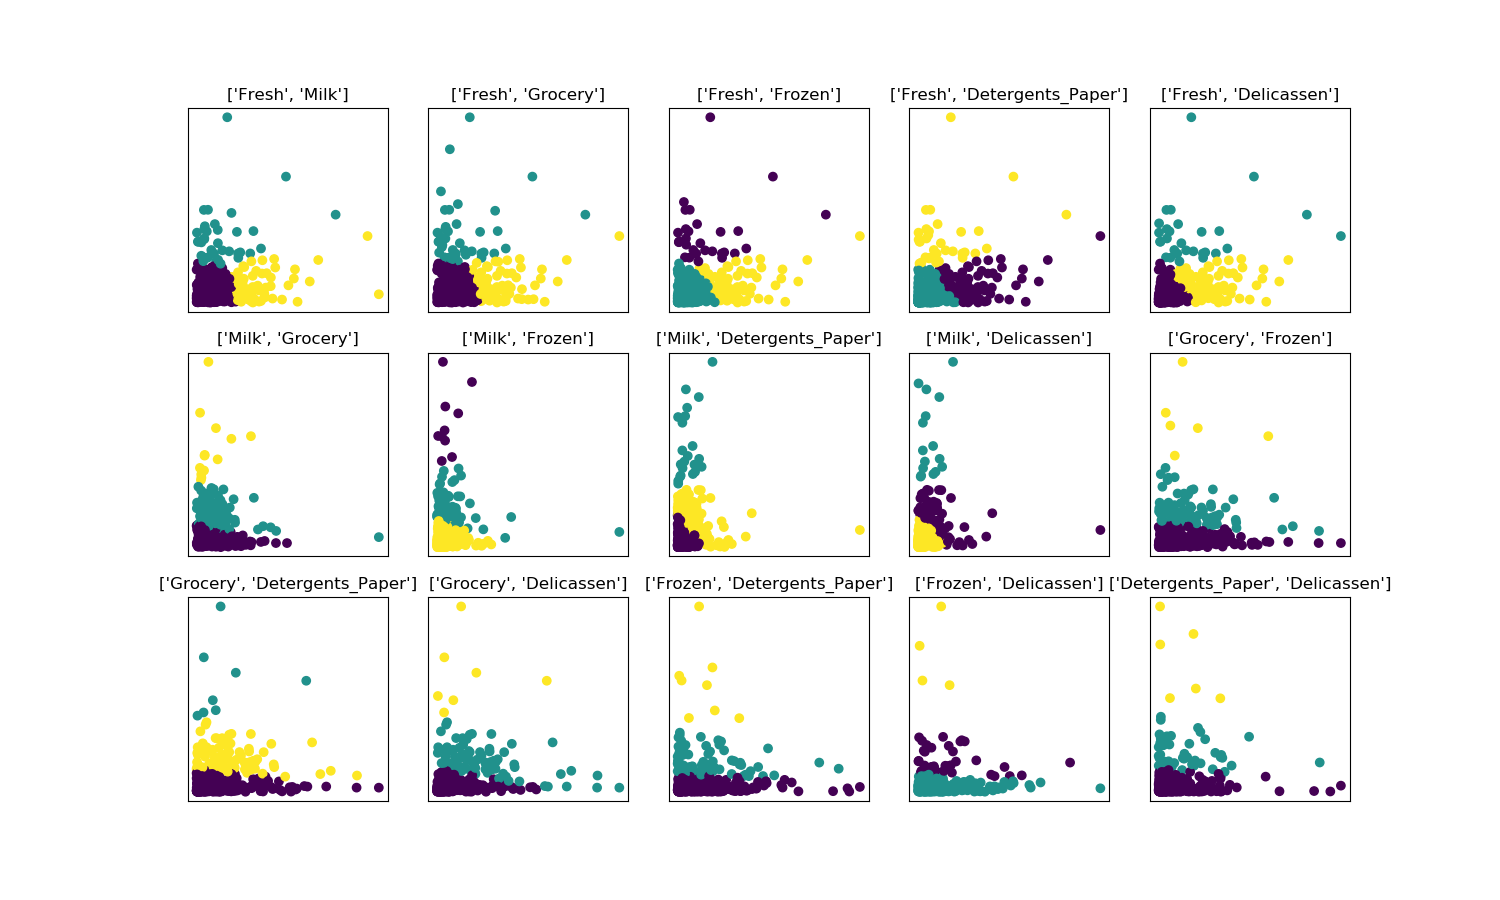 ['Fresh', 'Milk']
['Fresh', 'Grocery']
['Fresh', 'Frozen']
['Fresh', 'Detergents_Paper']
['Fresh', 'Delicassen']
['Milk', 'Grocery']
['Milk', 'Frozen']
['Milk', 'Detergents_Paper']
['Milk', 'Delicassen']
['Grocery', 'Frozen']
['Grocery', 'Detergents_Paper']
['Grocery', 'Delicassen']
['Frozen', 'Detergents_Paper']
['Frozen', 'Delicassen']
['Detergents_Paper', 'Delicassen']